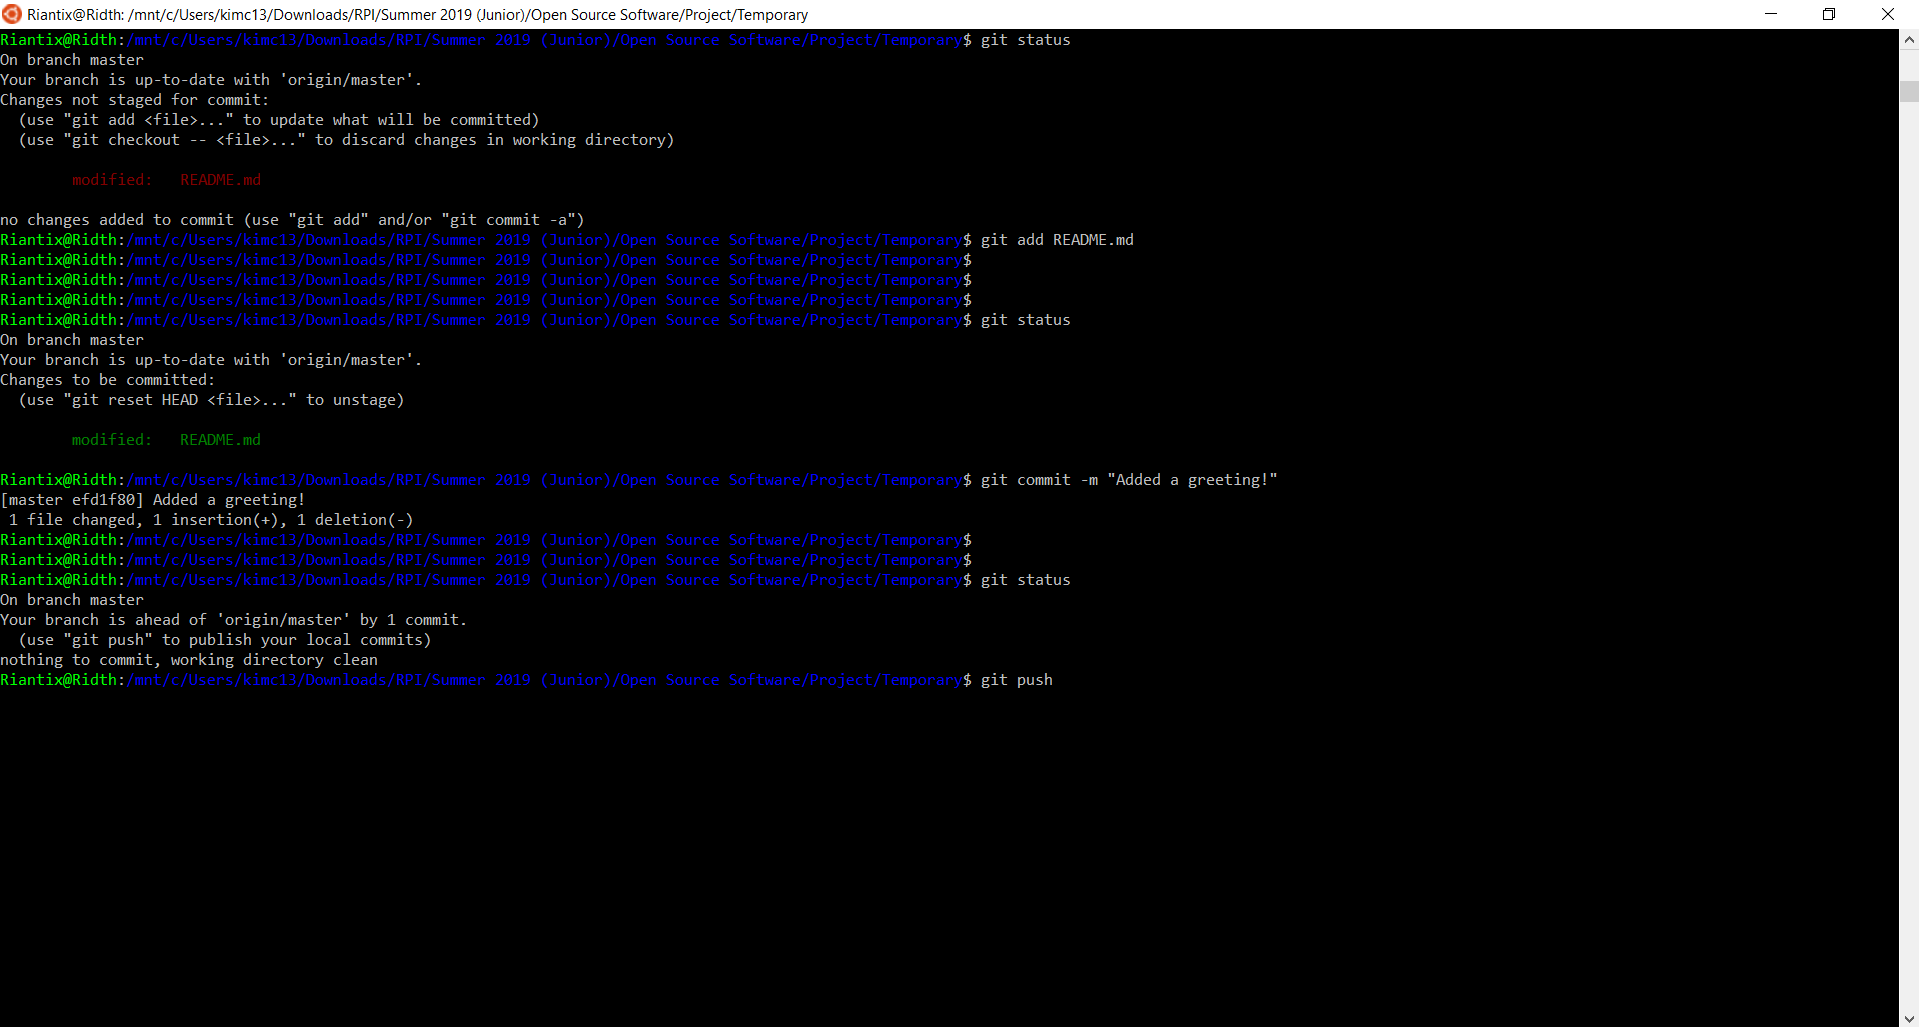 Riantix@Ridth: /mnt/c/Users/kimc13/Downloads/RPI/Summer 2019 (Junior)/Open Source Software/Project/Temporary
Riantix@Ridth:/mnt/c/Users/kimc13/Downloads/RPI/Summer 2019 (Junior)/Open Source Software/Project/Temporary$ git status
On branch master
Your branch is up-to-date with 'origin/master'.
Changes not staged for commit:
  (use "git add <file>..." to update what will be committed)
  (use "git checkout -- <file>..." to discard changes in working directory)
        modified:   README.md
no changes added to commit (use "git add" and/or "git commit -a")
Riantix@Ridth:/mnt/c/Users/kimc13/Downloads/RPI/Summer 2019 (Junior)/Open Source Software/Project/Temporary$ git add README.md
Riantix@Ridth:/mnt/c/Users/kimc13/Downloads/RPI/Summer 2019 (Junior)/Open Source Software/Project/Temporary$
Riantix@Ridth:/mnt/c/Users/kimc13/Downloads/RPI/Summer 2019 (Junior)/Open Source Software/Project/Temporary$
Riantix@Ridth:/mnt/c/Users/kimc13/Downloads/RPI/Summer 2019 (Junior)/Open Source Software/Project/Temporary$
Riantix@Ridth:/mnt/c/Users/kimc13/Downloads/RPI/Summer 2019 (Junior)/Open Source Software/Project/Temporary$ git status
On branch master
Your branch is up-to-date with 'origin/master'.
Changes to be committed:
  (use "git reset HEAD <file>..." to unstage)
        modified:   README.md
Riantix@Ridth:/mnt/c/Users/kimc13/Downloads/RPI/Summer 2019 (Junior)/Open Source Software/Project/Temporary$ git commit -m "Added a greeting!"
[master efd1f80] Added a greeting!
 1 file changed, 1 insertion(+), 1 deletion(-)
Riantix@Ridth:/mnt/c/Users/kimc13/Downloads/RPI/Summer 2019 (Junior)/Open Source Software/Project/Temporary$
Riantix@Ridth:/mnt/c/Users/kimc13/Downloads/RPI/Summer 2019 (Junior)/Open Source Software/Project/Temporary$
Riantix@Ridth:/mnt/c/Users/kimc13/Downloads/RPI/Summer 2019 (Junior)/Open Source Software/Project/Temporary$ git status
On branch master
Your branch is ahead of 'origin/master' by 1 commit.
  (use "git push" to publish your local commits)
nothing to commit, working directory clean
Riantix@Ridth:/mnt/c/Users/kimc13/Downloads/RPI/Summer 2019 (Junior)/Open Source Software/Project/Temporary$ git push